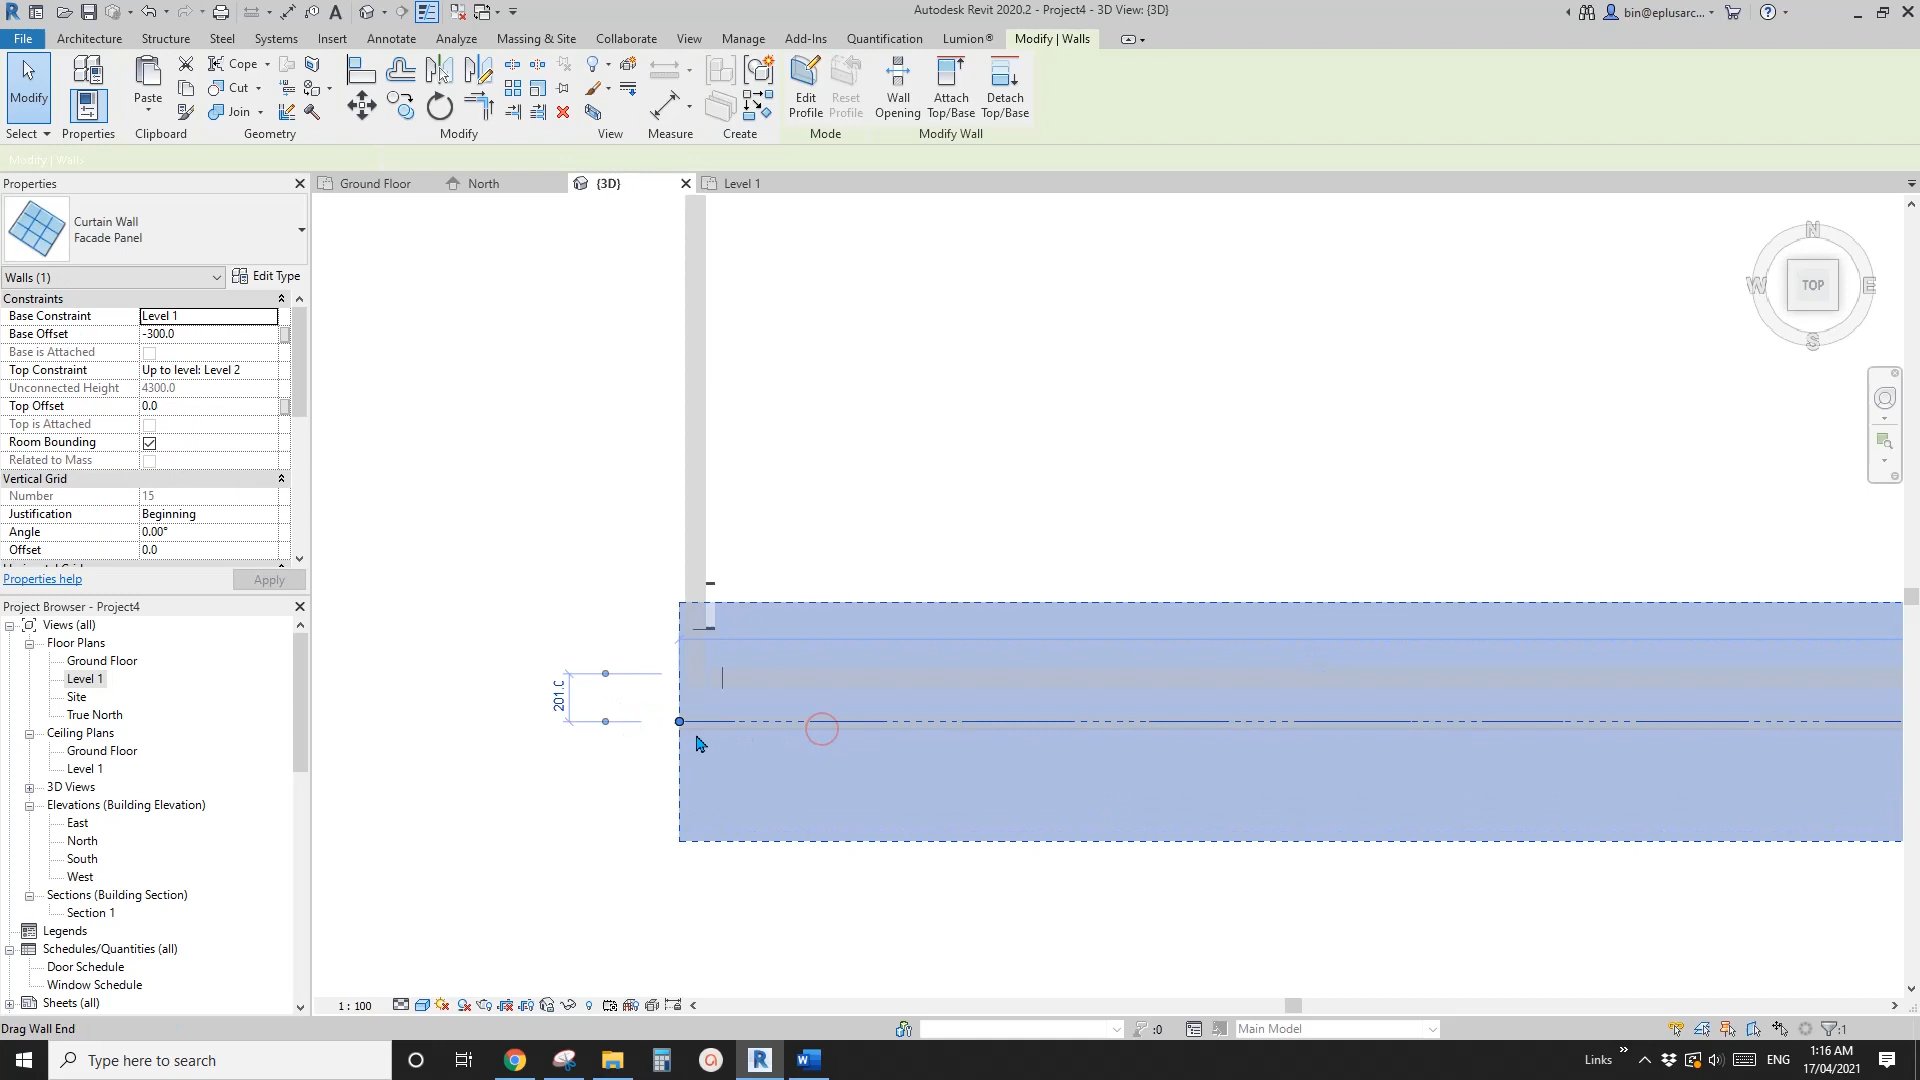 Autodesk Revit 2020.2 - Project4 - 3D View: {3D}
bin@eplusarc...
File Architecture Structure Steel Systems Insert Annotate Analyze Massing & Site Collaborate View Manage Add-Ins Quantification Lumion® Modify | Walls
Modify
Paste
Cope
Cut
Join
Edit Profile
Reset Profile
Wall Opening
Attach Top/Base
Detach Top/Base
Select Properties Clipboard Geometry Modify View Measure Create Mode Modify Wall
Modify | Walls
Properties
Ground Floor North {3D} Level 1
Curtain Wall
Facade Panel
Walls (1) Edit Type
Constraints
Base Constraint Level 1
Base Offset -300.0
Base is Attached
Top Constraint Up to level: Level 2
Unconnected Height 4300.0
Top Offset 0.0
Top is Attached
Room Bounding
Related to Mass
Vertical Grid
Number 15
Justification Beginning
Angle 0.00°
Offset 0.0
Properties help Apply
Project Browser - Project4
Views (all)
Floor Plans
Ground Floor
Level 1
Site
True North
Ceiling Plans
Ground Floor
Level 1
3D Views
Elevations (Building Elevation)
East
North
South
West
Sections (Building Section)
Section 1
Legends
Schedules/Quantities (all)
Door Schedule
Window Schedule
Sheets (all)
N
W TOP E
S
1 : 100
Drag Wall End
:0
Main Model
:1
Type here to search
Links
ENG
1:16 AM
17/04/2021